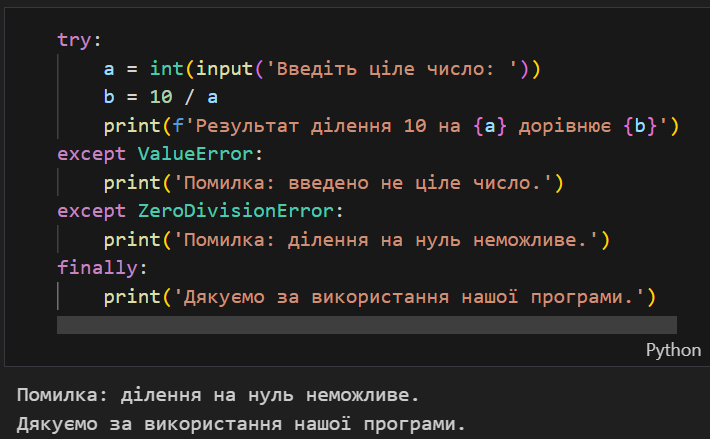 try:
    a = int(input('Введіть ціле число: '))
    b = 10 / a
    print(f'Результат ділення 10 на {a} дорівнює {b}')
except ValueError:
    print('Помилка: введено не ціле число.')
except ZeroDivisionError:
    print('Помилка: ділення на нуль неможливе.')
finally:
    print('Дякуємо за використання нашої програми.')
Python
Помилка: ділення на нуль неможливе.
Дякуємо за використання нашої програми.